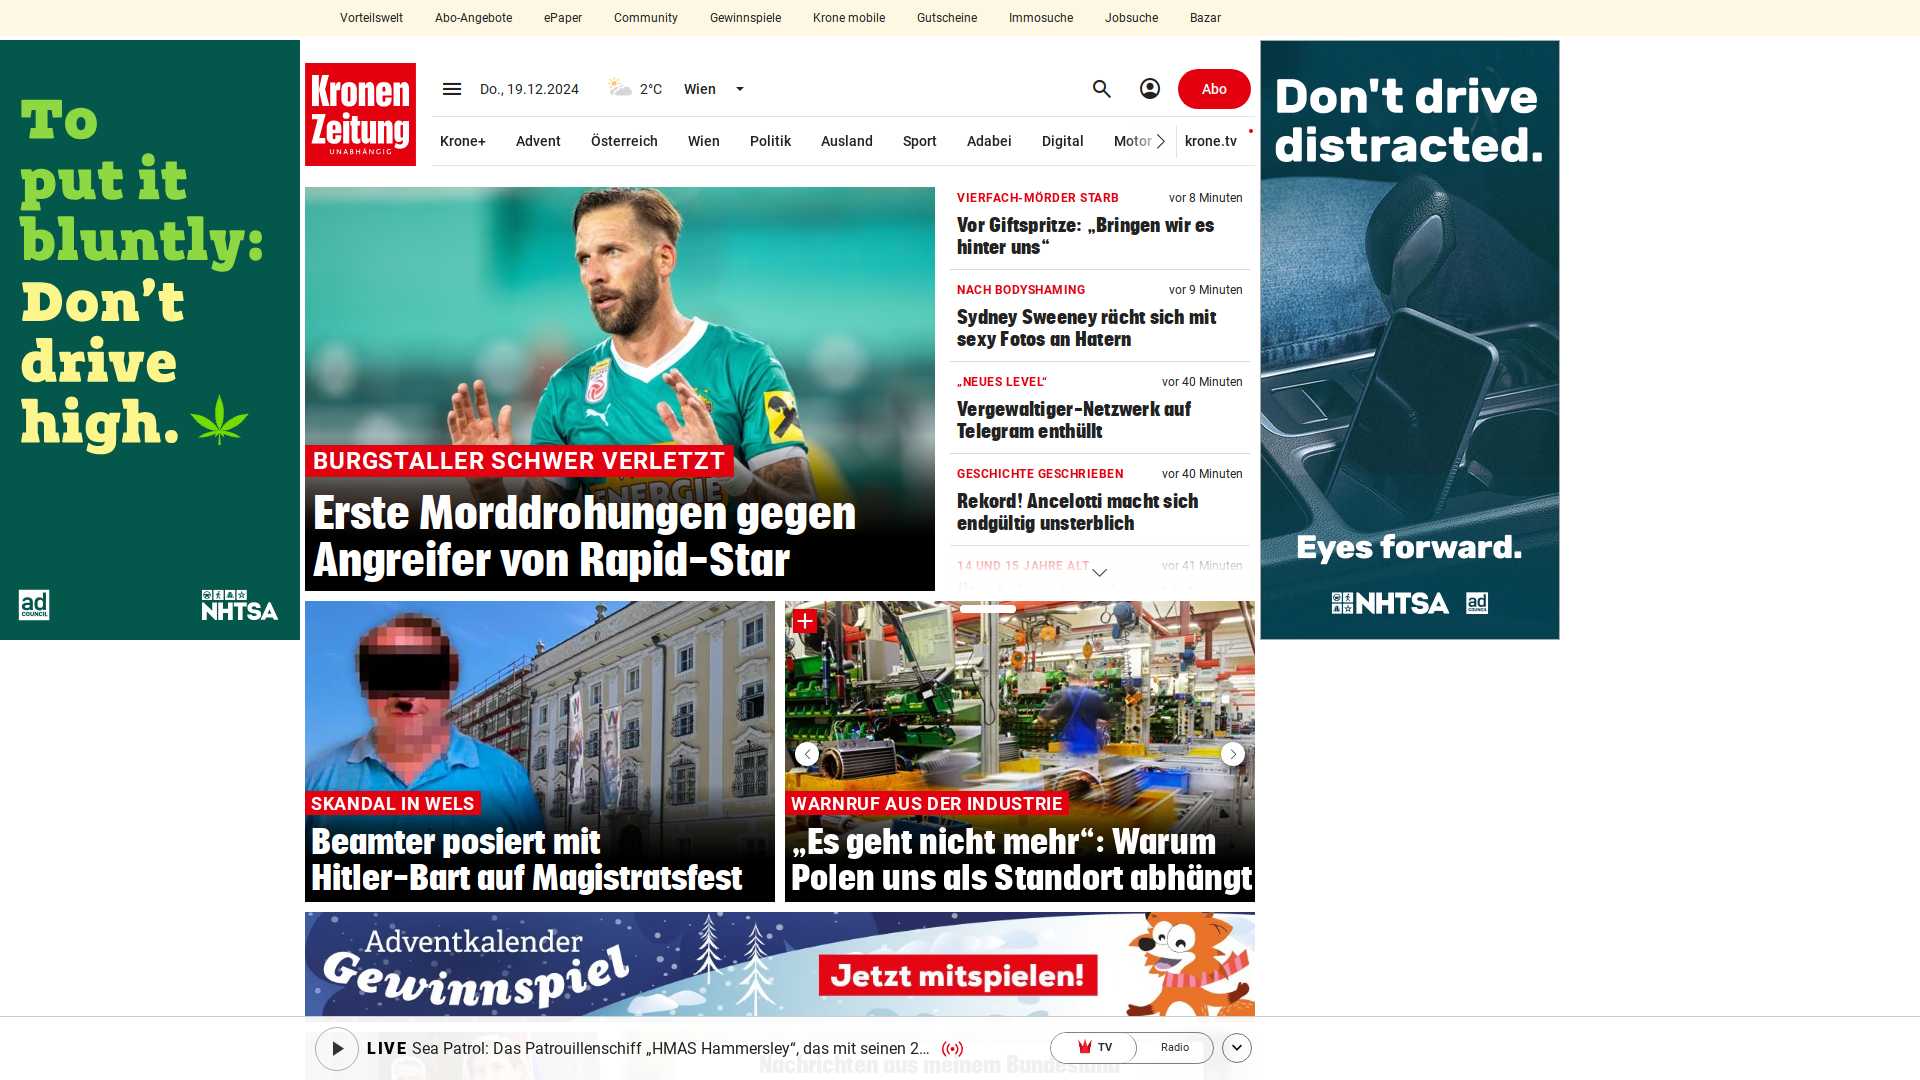 Vorteilswelt Abo-Angebote ePaper Community Gewinnspiele Krone mobile Gutscheine Immosuche Jobsuche Bazar
To
put it
bluntly:
Don't
drive
high.
ad
COUNCIL
NHTSA
Kronen
Zeitung
UNABHÄNGIG
Do., 19.12.2024 2°C Wien Abo
Krone+ Advent Österreich Wien Politik Ausland Sport Adabei Digital Motor krone.tv
ENERGIE
BURGSTALLER SCHWER VERLETZT
Erste Morddrohungen gegen
Angreifer von Rapid-Star
VIERFACH-MÖRDER STARB vor 8 Minuten
Vor Giftspritze: „Bringen wir es
hinter uns“
NACH BODYSHAMING vor 9 Minuten
Sydney Sweeney rächt sich mit
sexy Fotos an Hatern
„NEUES LEVEL“ vor 40 Minuten
Vergewaltiger-Netzwerk auf
Telegram enthüllt
GESCHICHTE GESCHRIEBEN vor 40 Minuten
Rekord! Ancelotti macht sich
endgültig unsterblich
14 UND 15 JAHRE ALT vor 41 Minuten
Don't drive
distracted.
Eyes forward.
NHTSA
ad
COUNCIL
SKANDAL IN WELS
Beamter posiert mit
Hitler-Bart auf Magistratsfest
WARNRUF AUS DER INDUSTRIE
„Es geht nicht mehr“: Warum
Polen uns als Standort abhängt
Adventkalender
Gewinnspiel
Jetzt mitspielen!
LIVE Sea Patrol: Das Patrouillenschiff „HMAS Hammersley“, das mit seinen 2... TV Radio
Nachrichten aus meinem Bundesland